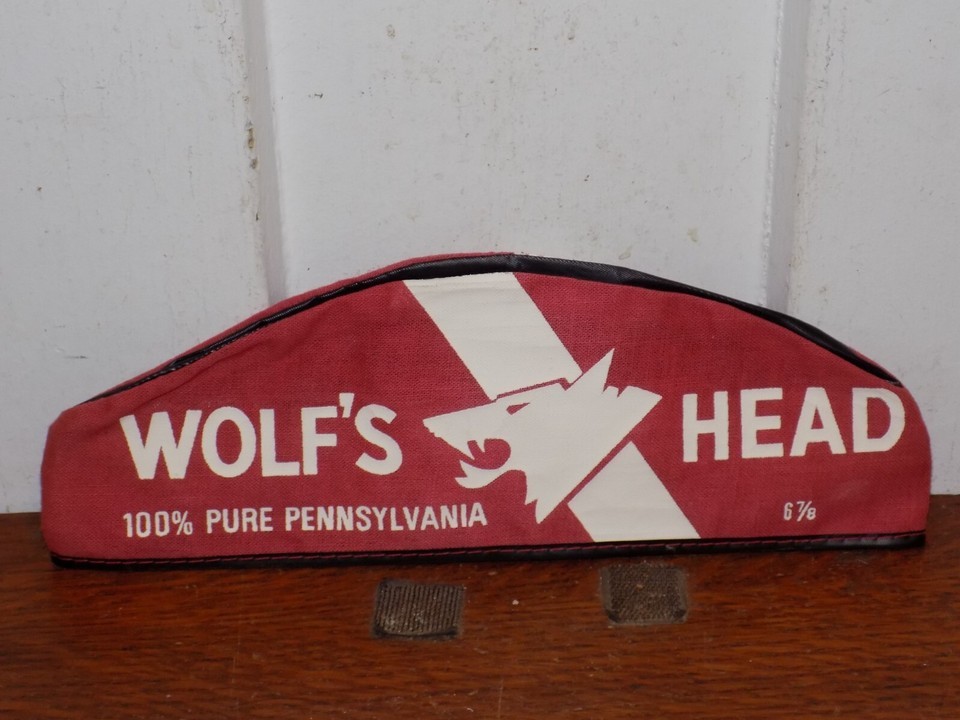 WOLF'S HEAD
100% PURE PENNSYLVANIA
6 7/8